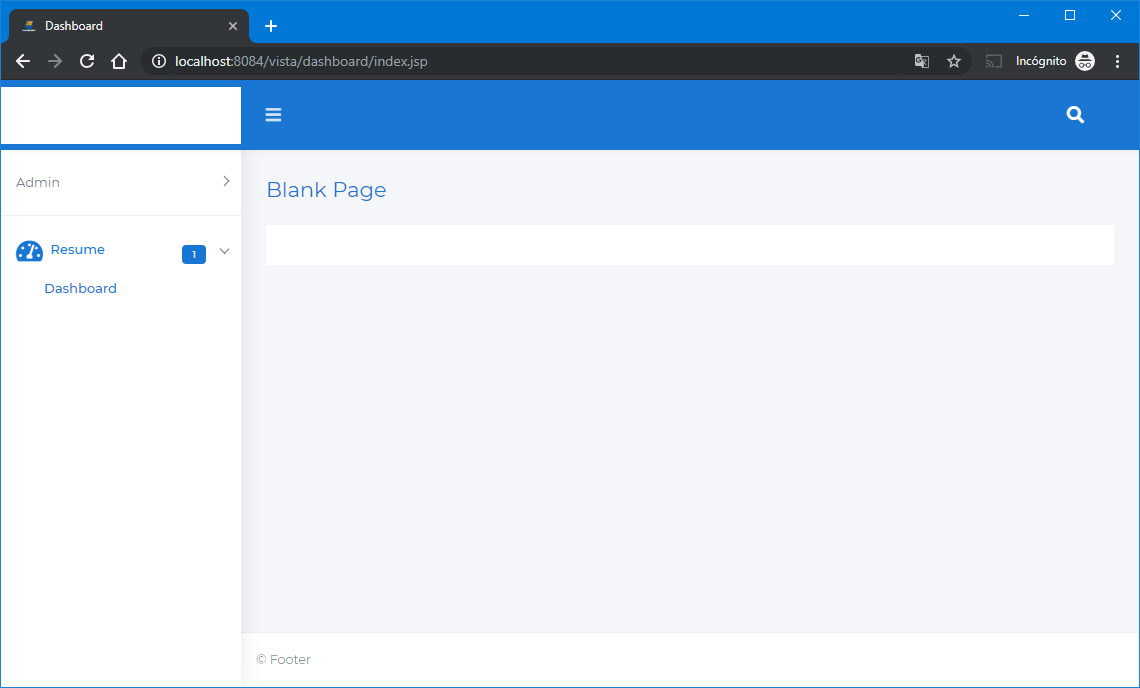 Dashboard
localhost:8084/vista/dashboard/index.jsp
Incógnito
Admin
Blank Page
Resume
1
Dashboard
© Footer